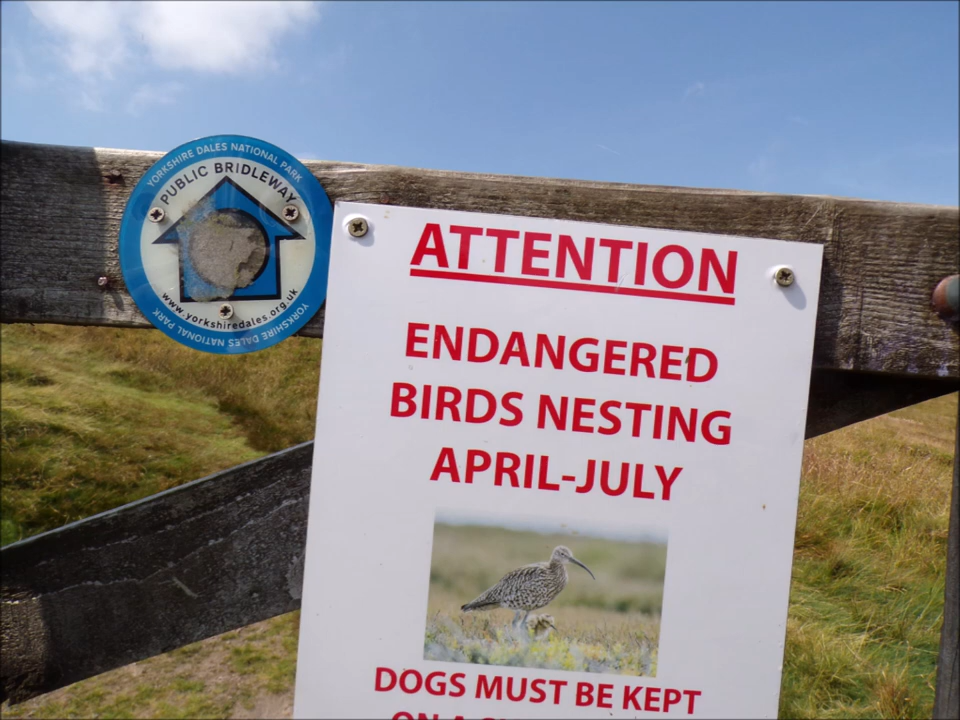 YORKSHIRE DALES NATIONAL PARK
PUBLIC BRIDLEWAY
www.yorkshiredales.org.uk
YORKSHIRE DALES NATIONAL PARK
ATTENTION
ENDANGERED
BIRDS NESTING
APRIL-JULY
DOGS MUST BE KEPT
ON A